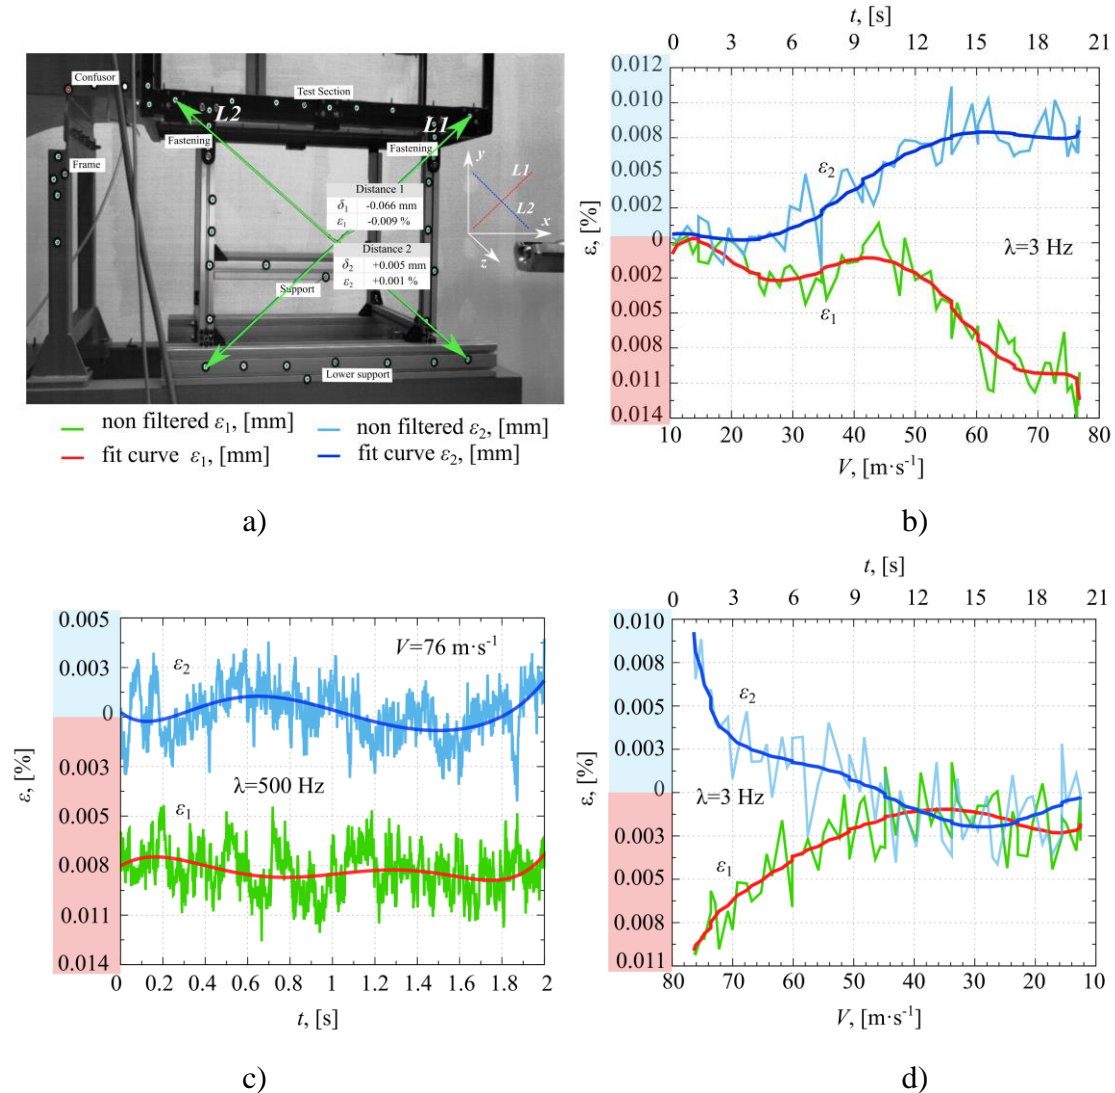 Confusor
Test Section
L2
L1
Fastening
Fastening
Frame
y
L1
L2
x
z
Distance 1
δ1 -0.066 mm
ε1 -0.009 %
Distance 2
δ2 +0.005 mm
ε2 +0.001 %
Support
Lower support
non filtered ε1, [mm]
non filtered ε2, [mm]
fit curve ε1, [mm]
fit curve ε2, [mm]
a)
t, [s]
0 3 6 9 12 15 18 21
0.012
0.010
0.008
0.005
0.002
0
0.002
0.005
0.008
0.011
0.014
ε, [%]
ε2
λ=3 Hz
ε1
10 20 30 40 50 60 70 80
V, [m·s-1]
b)
0.005
0.003
0
0.003
0.005
0.008
0.011
0.014
ε, [%]
V=76 m·s-1
ε2
λ=500 Hz
ε1
0 0.2 0.4 0.6 0.8 1 1.2 1.4 1.6 1.8 2
t, [s]
c)
t, [s]
0 3 6 9 12 15 18 21
0.010
0.008
0.005
0.003
0
0.003
0.005
0.008
0.011
ε, [%]
ε2
λ=3 Hz
ε1
80 70 60 50 40 30 20 10
V, [m·s-1]
d)